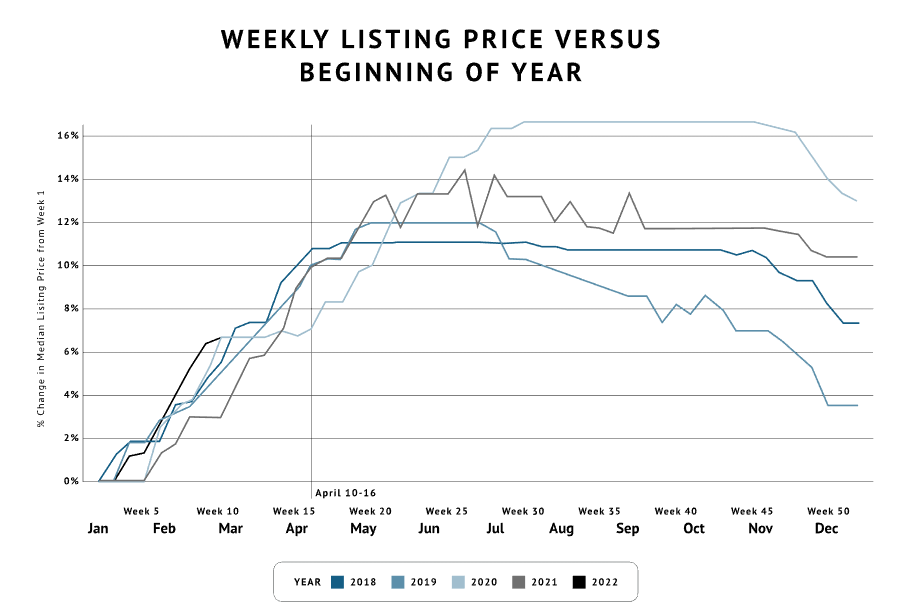 WEEKLY LISTING PRICE VERSUS
BEGINNING OF YEAR
% Change in Median Lisitng Price from Week 1
16%
14%
12%
10%
8%
6%
4%
2%
0%
April 10-16
Week 5 Week 10 Week 15 Week 20 Week 25 Week 30 Week 35 Week 40 Week 45 Week 50
Jan Feb Mar Apr May Jun Jul Aug Sep Oct Nov Dec
YEAR 2018 2019 2020 2021 2022